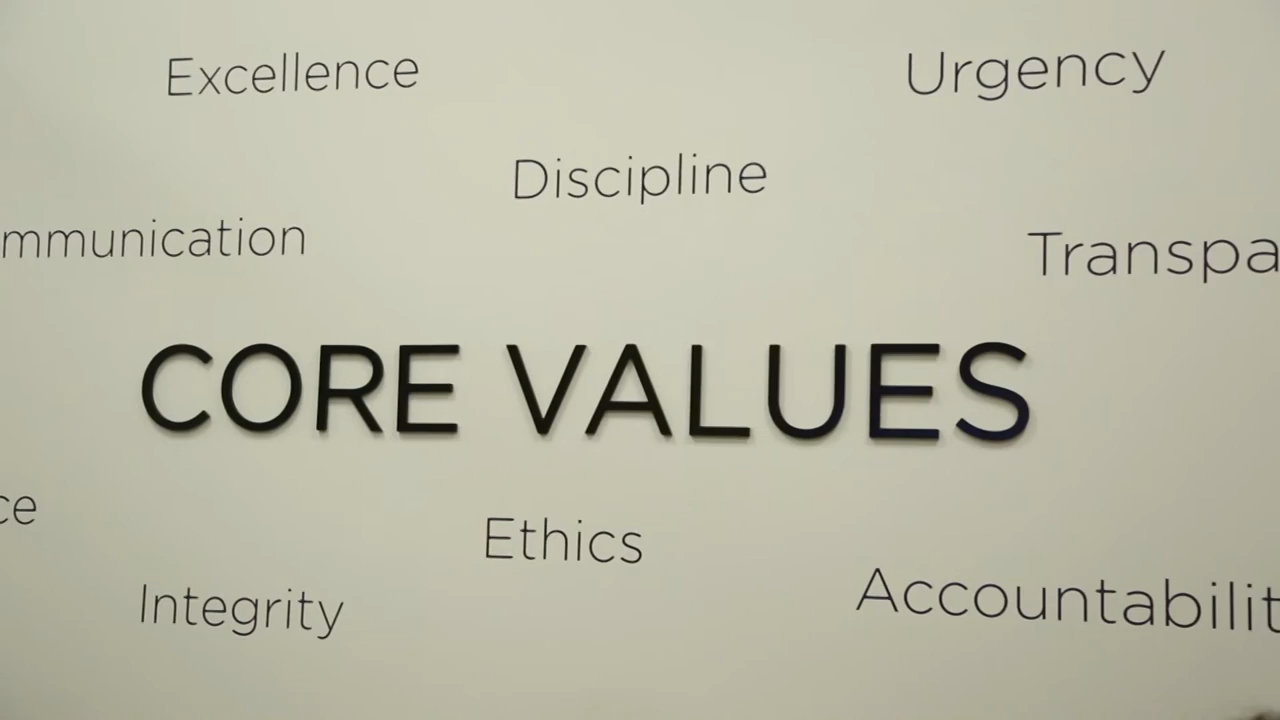 Excellence
Urgency
Discipline
mmunication
Transpa
CORE VALUES
ce
Ethics
Integrity
Accountabilit